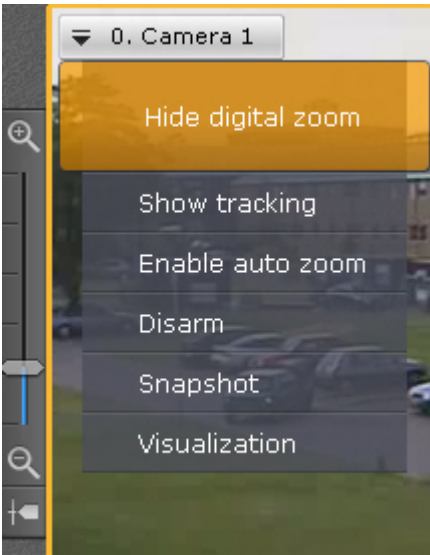 0. Camera 1
Hide digital zoom
Show tracking
Enable auto zoom
Disarm
Snapshot
Visualization